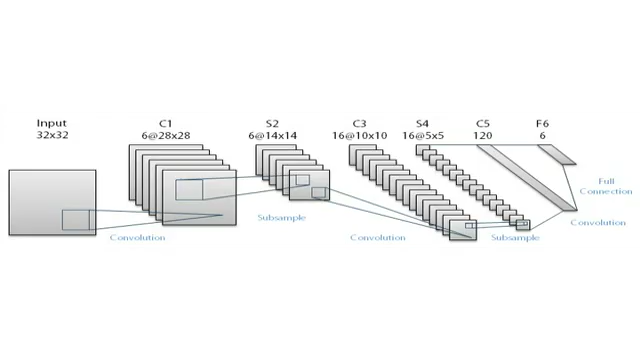 Input
32x32
C1
6@28x28
S2
6@14x14
C3
16@10x10
S4
16@5x5
C5
120
F6
6
Convolution
Subsample
Convolution
Subsample
Full
Connection
Convolution